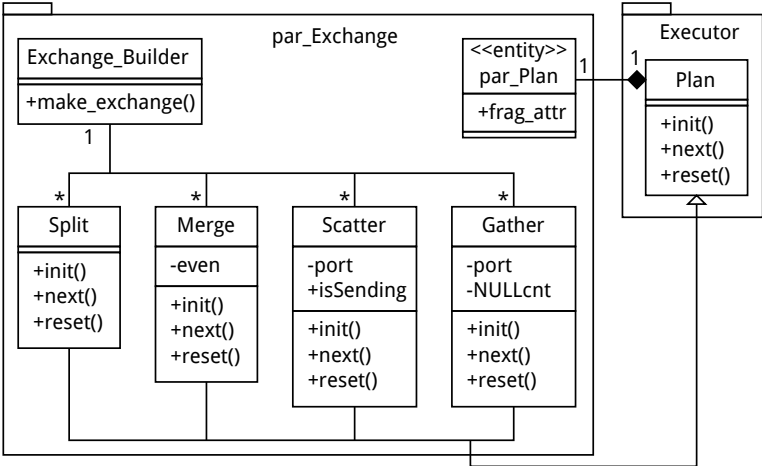 par_Exchange
Exchange_Builder
+make_exchange()
1
<<entity>>
par_Plan
+frag_attr
1
1
Executor
Plan
+init()
+next()
+reset()
*
*
*
*
Split
+init()
+next()
+reset()
Merge
-even
+init()
+next()
+reset()
Scatter
-port
+isSending
+init()
+next()
+reset()
Gather
-port
-NULLcnt
+init()
+next()
+reset()